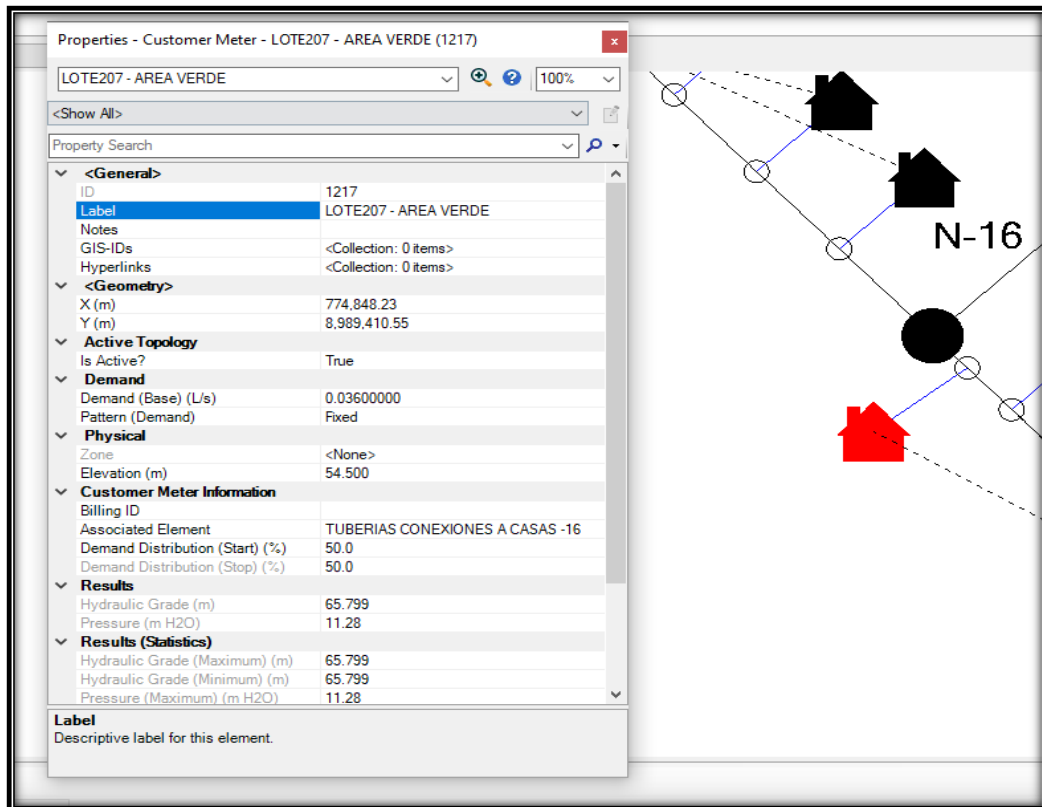 Properties - Customer Meter - LOTE207 - AREA VERDE (1217)
x
LOTE207 - AREA VERDE
100%
<Show All>
Property Search
<General>
ID 1217
Label LOTE207 - AREA VERDE
Notes
GIS-IDs <Collection: 0 items>
Hyperlinks <Collection: 0 items>
<Geometry>
X (m) 774,848.23
Y (m) 8,989,410.55
Active Topology
Is Active? True
Demand
Demand (Base) (L/s) 0.03600000
Pattern (Demand) Fixed
Physical
Zone <None>
Elevation (m) 54.500
Customer Meter Information
Billing ID
Associated Element TUBERIAS CONEXIONES A CASAS -16
Demand Distribution (Start) (%) 50.0
Demand Distribution (Stop) (%) 50.0
Results
Hydraulic Grade (m) 65.799
Pressure (m H2O) 11.28
Results (Statistics)
Hydraulic Grade (Maximum) (m) 65.799
Hydraulic Grade (Minimum) (m) 65.799
Pressure (Maximum) (m H2O) 11.28
Label
Descriptive label for this element.
N-16